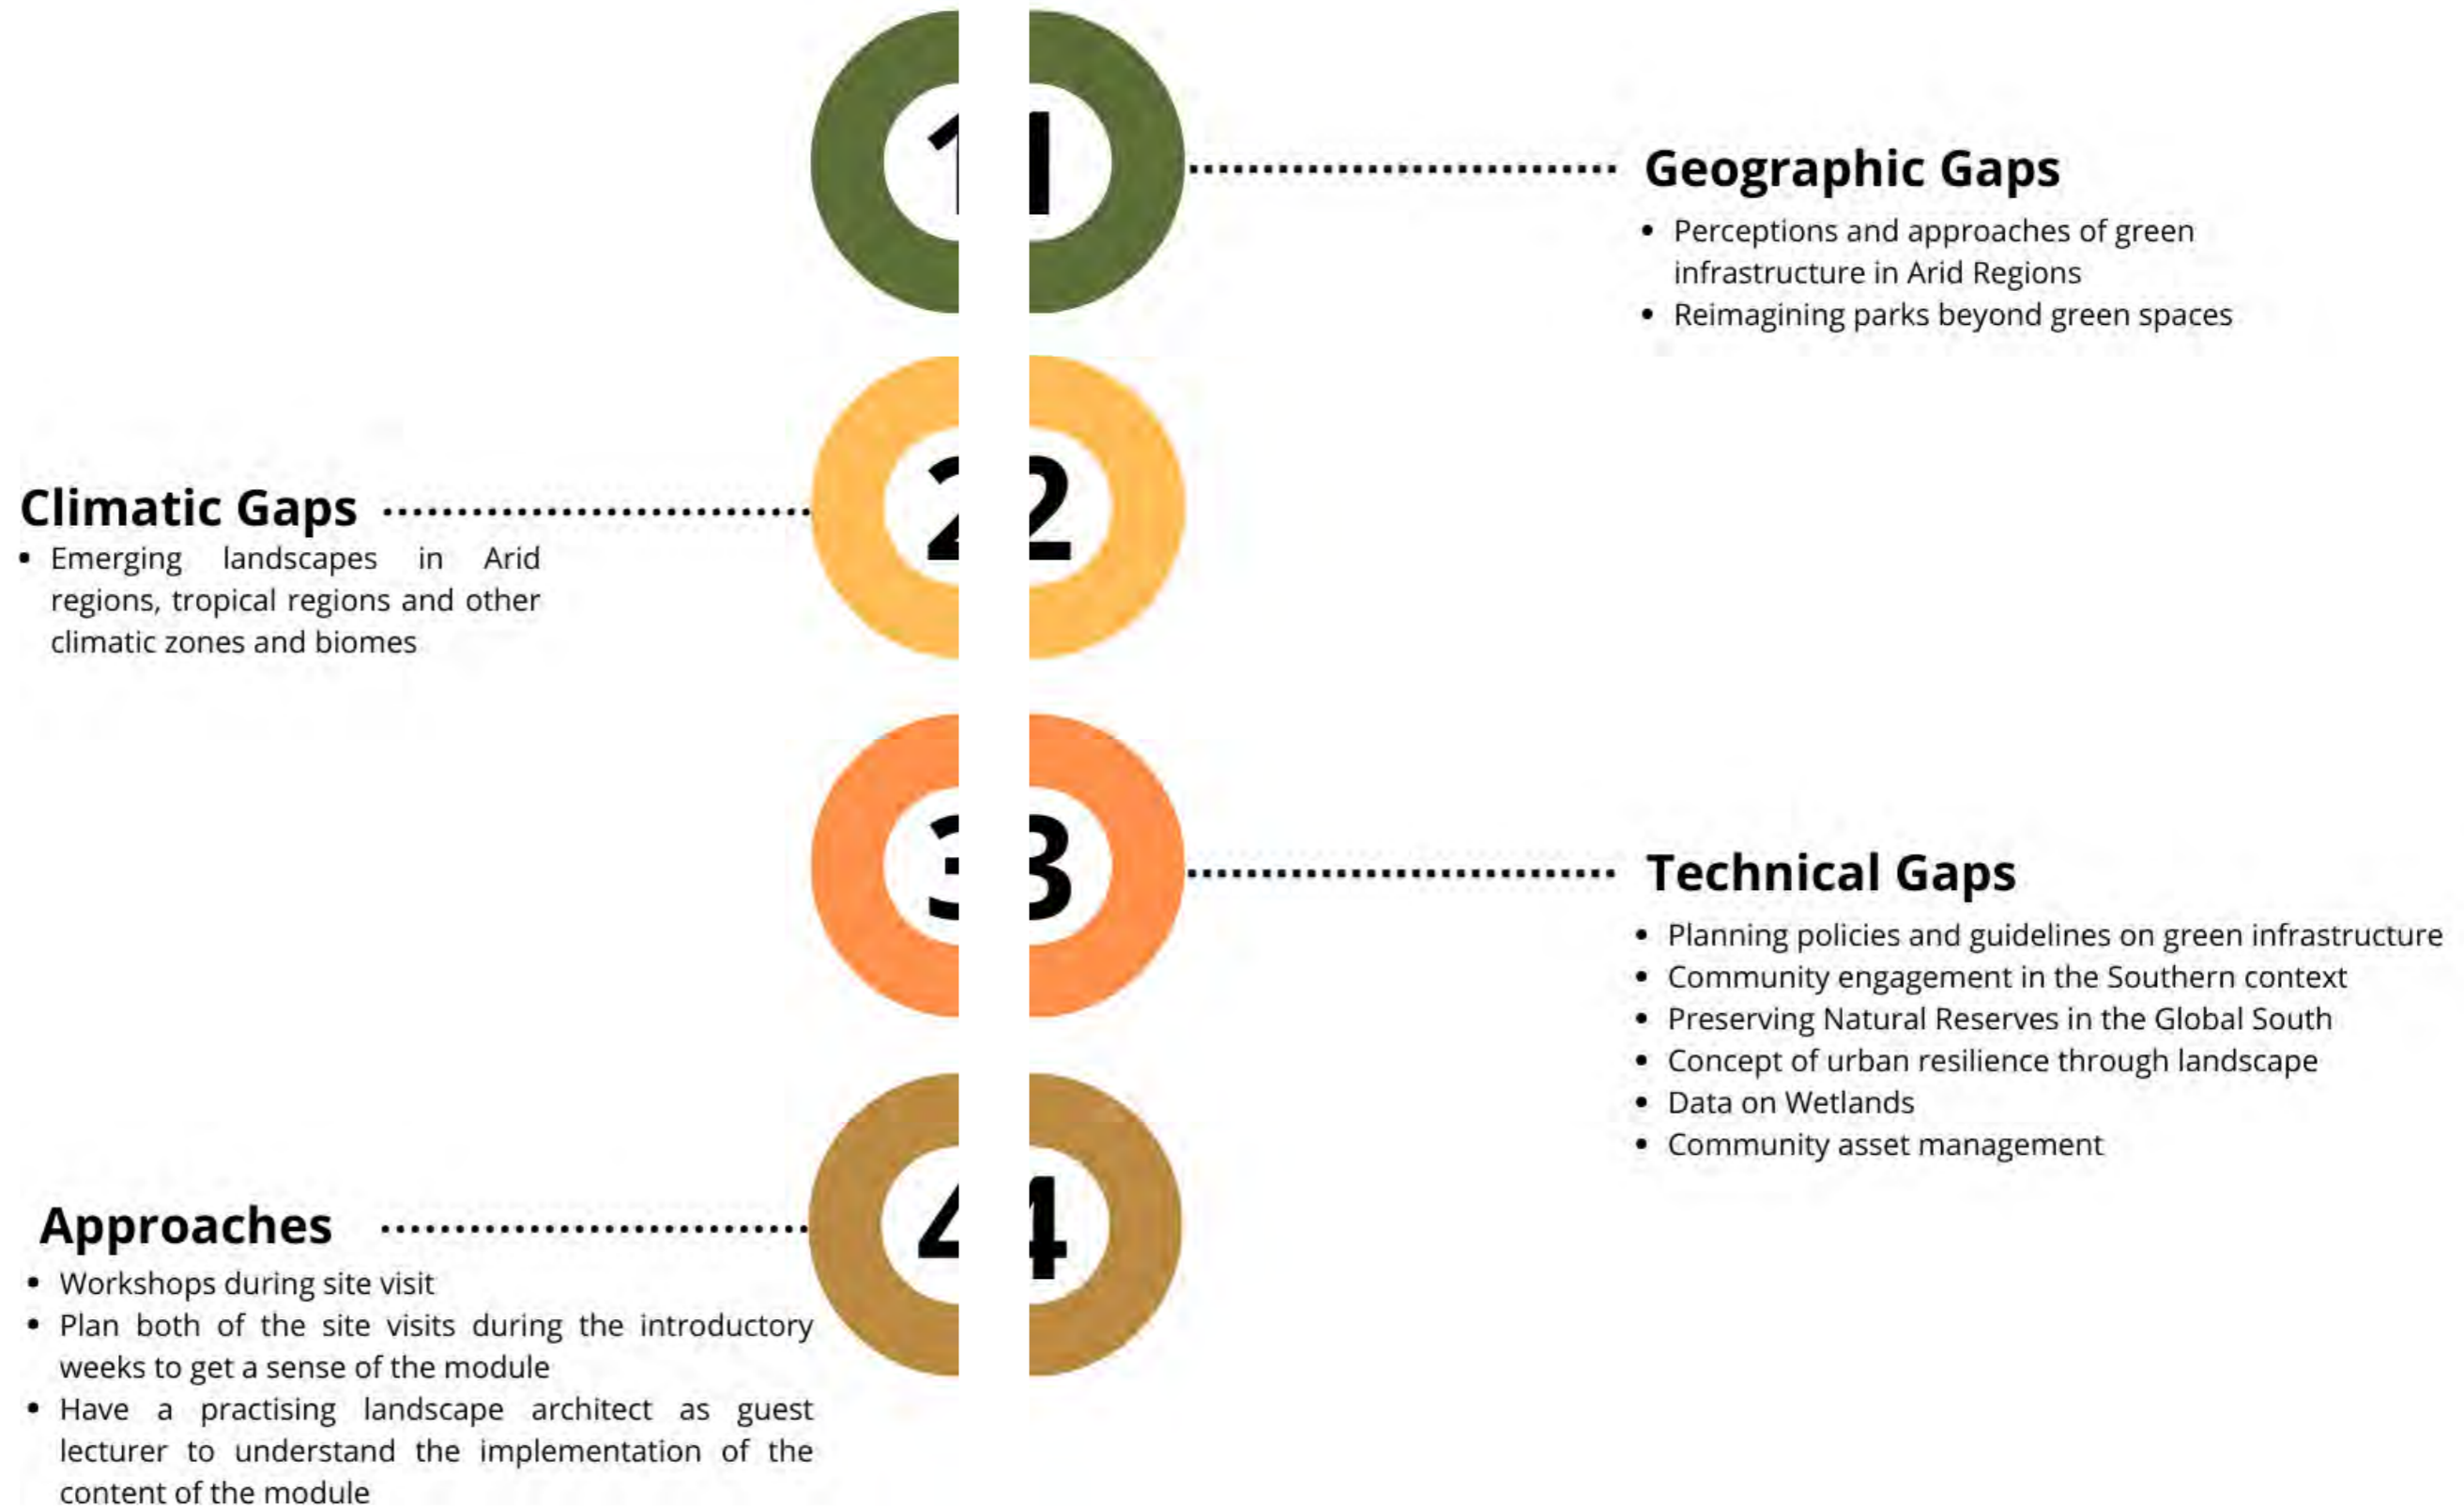 1 1
Geographic Gaps
• Perceptions and approaches of green
infrastructure in Arid Regions
• Reimagining parks beyond green spaces
2 2
Climatic Gaps
• Emerging landscapes in Arid
regions, tropical regions and other
climatic zones and biomes
3 3
Technical Gaps
• Planning policies and guidelines on green infrastructure
• Community engagement in the Southern context
• Preserving Natural Reserves in the Global South
• Concept of urban resilience through landscape
• Data on Wetlands
• Community asset management
4 4
Approaches
• Workshops during site visit
• Plan both of the site visits during the introductory
weeks to get a sense of the module
• Have a practising landscape architect as guest
lecturer to understand the implementation of the
content of the module